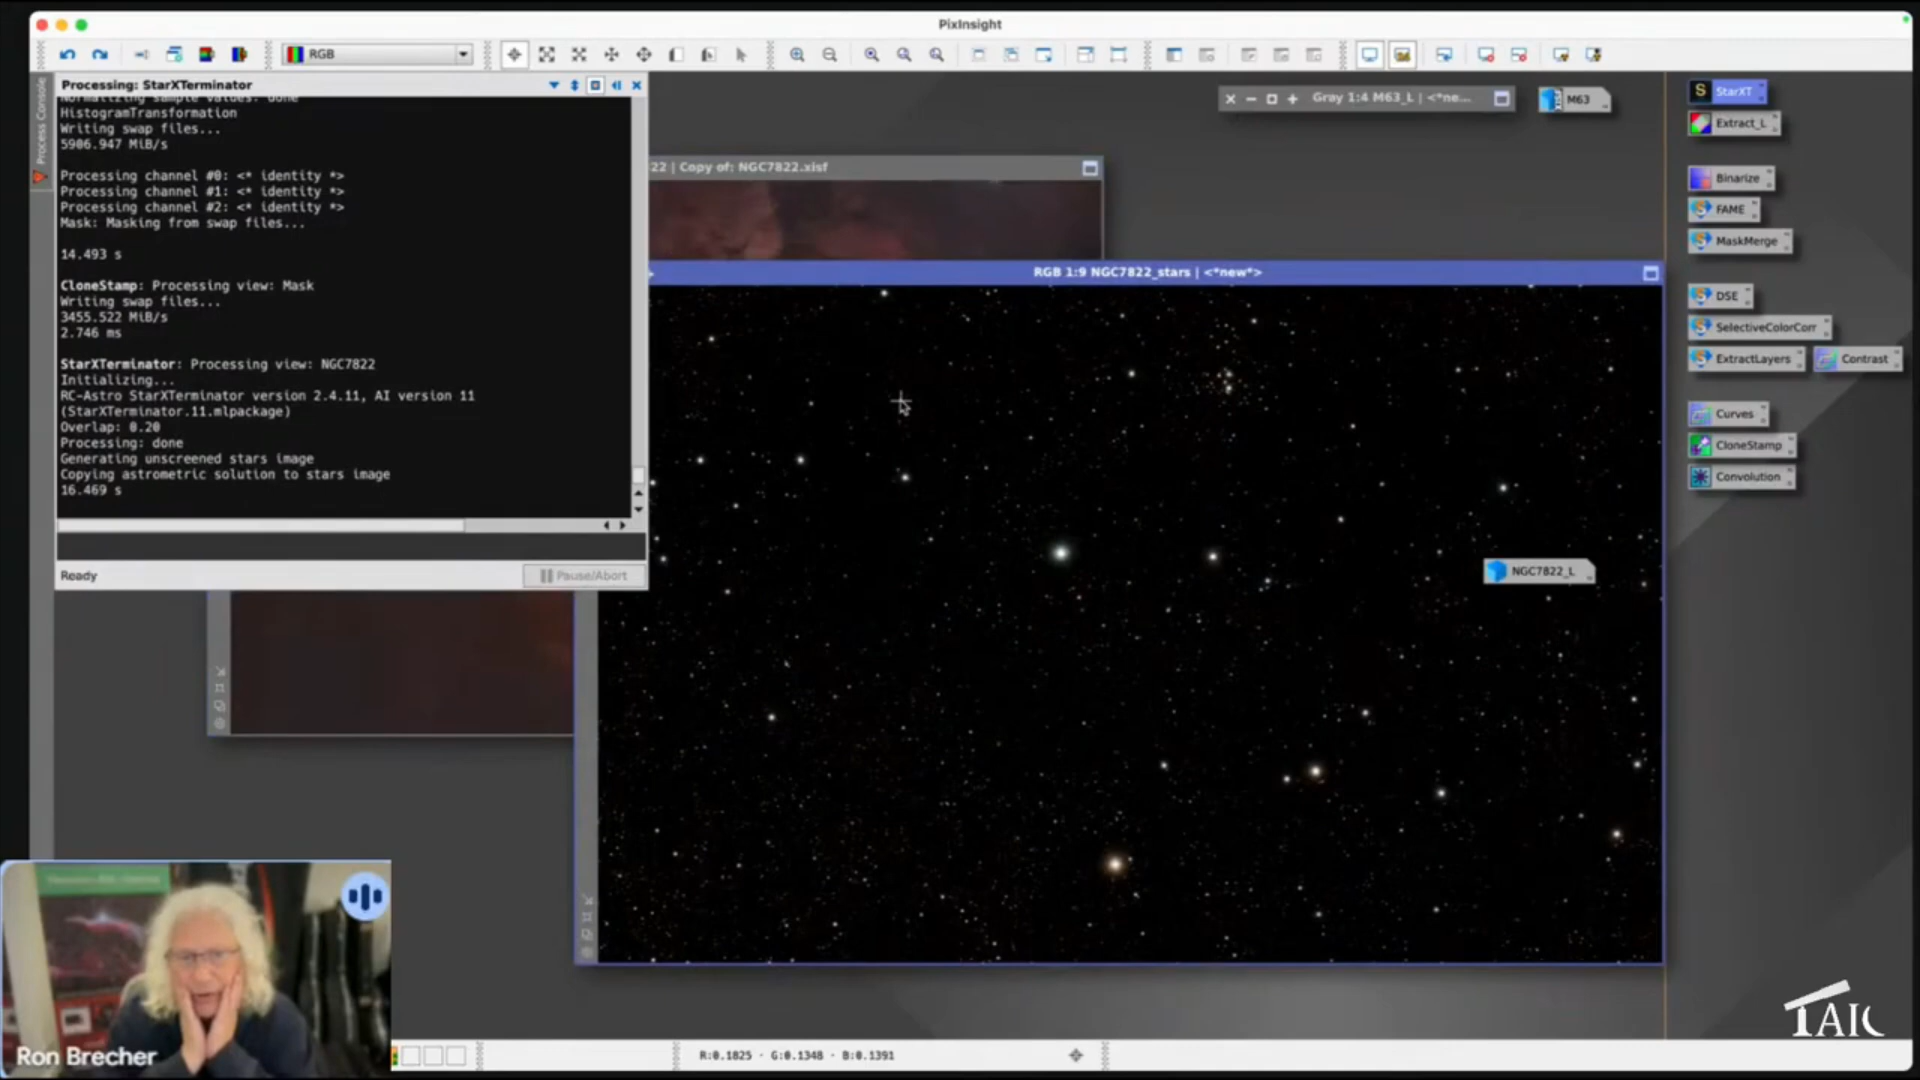 PixInsight
RGB
Process Console
Processing: StarXTerminator
Normalizing sample values: done
HistogramTransformation
Writing swap files...
5906.947 MiB/s
Processing channel #0: <* identity *>
Processing channel #1: <* identity *>
Processing channel #2: <* identity *>
Mask: Masking from swap files...
14.493 s
CloneStamp: Processing view: Mask
Writing swap files...
3455.522 MiB/s
2.746 ms
StarXTerminator: Processing view: NGC7822
Initializing...
RC-Astro StarXTerminator version 2.4.11, AI version 11
(StarXTerminator.11.mlpackage)
Overlap: 0.20
Processing: done
Generating unscreened stars image
Copying astrometric solution to stars image
16.469 s
Ready
Pause/Abort
Gray 1:4 M63_L | <*ne...
M63
22 | Copy of: NGC7822.xisf
RGB 1:9 NGC7822_stars | <*new*>
NGC7822_L
StarXT
Extract_L
Binarize
FAME
MaskMerge
DSE
SelectiveColorCorr
ExtractLayers
Contrast
Curves
CloneStamp
Convolution
Ron Brecher
R:0.1825 · G:0.1348 · B:0.1391
TAIC